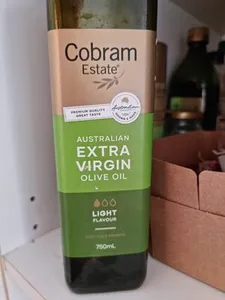 Cobram
Estate®
PREMIUM QUALITY
GREAT TASTE
AUSTRALIAN
EXTRA
VIRGIN
OLIVE OIL
LIGHT
FLAVOUR
750mL